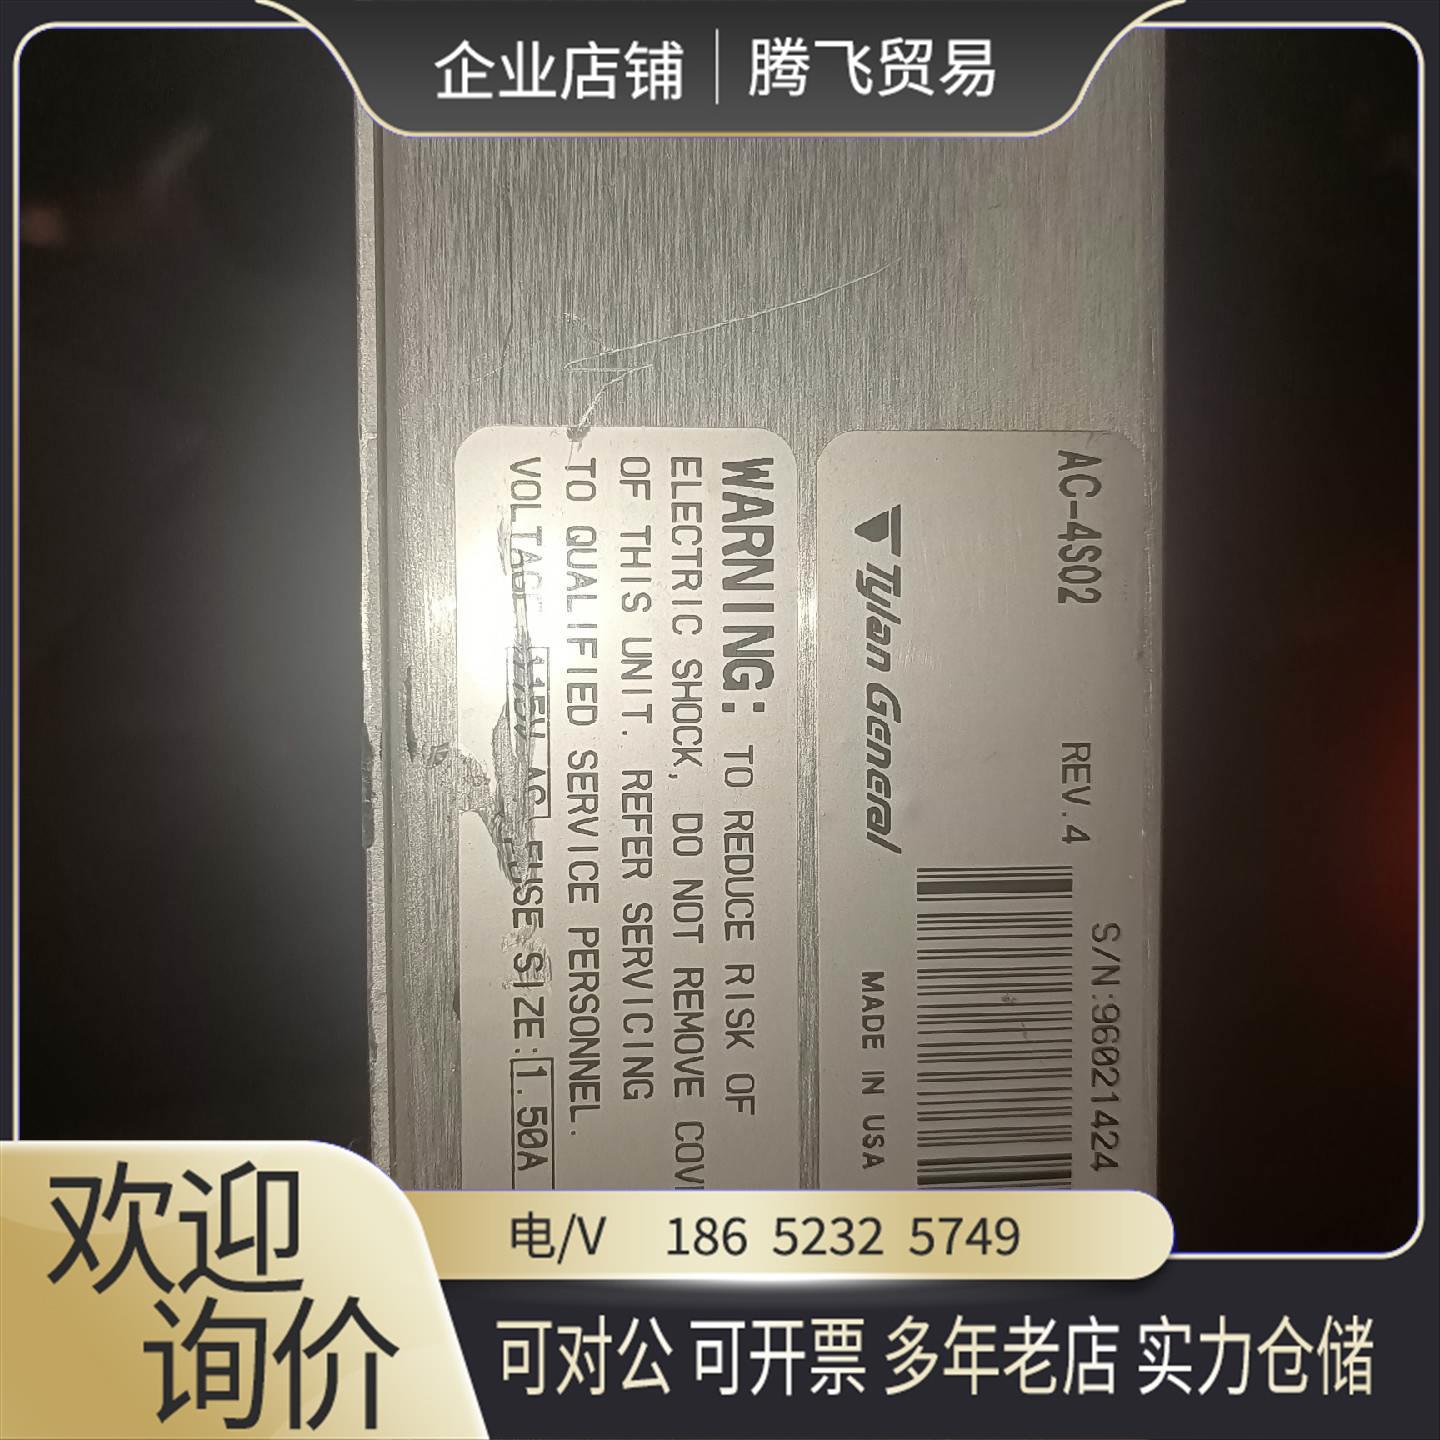 企业店铺 | 腾飞贸易
AC-4S02 REV.4
S/N:96021424
Tylan General MADE IN USA
WARNING: TO REDUCE RISK OF
ELECTRIC SHOCK, DO NOT REMOVE
OF THIS UNIT. REFER SERVICING
TO QUALIFIED SERVICE PERSONNEL.
VOLTAGE 115V AC FUSE SIZE: 1.50A
欢迎
询价
电/V 186 5232 5749
可对公 可开票 多年老店 实力仓储